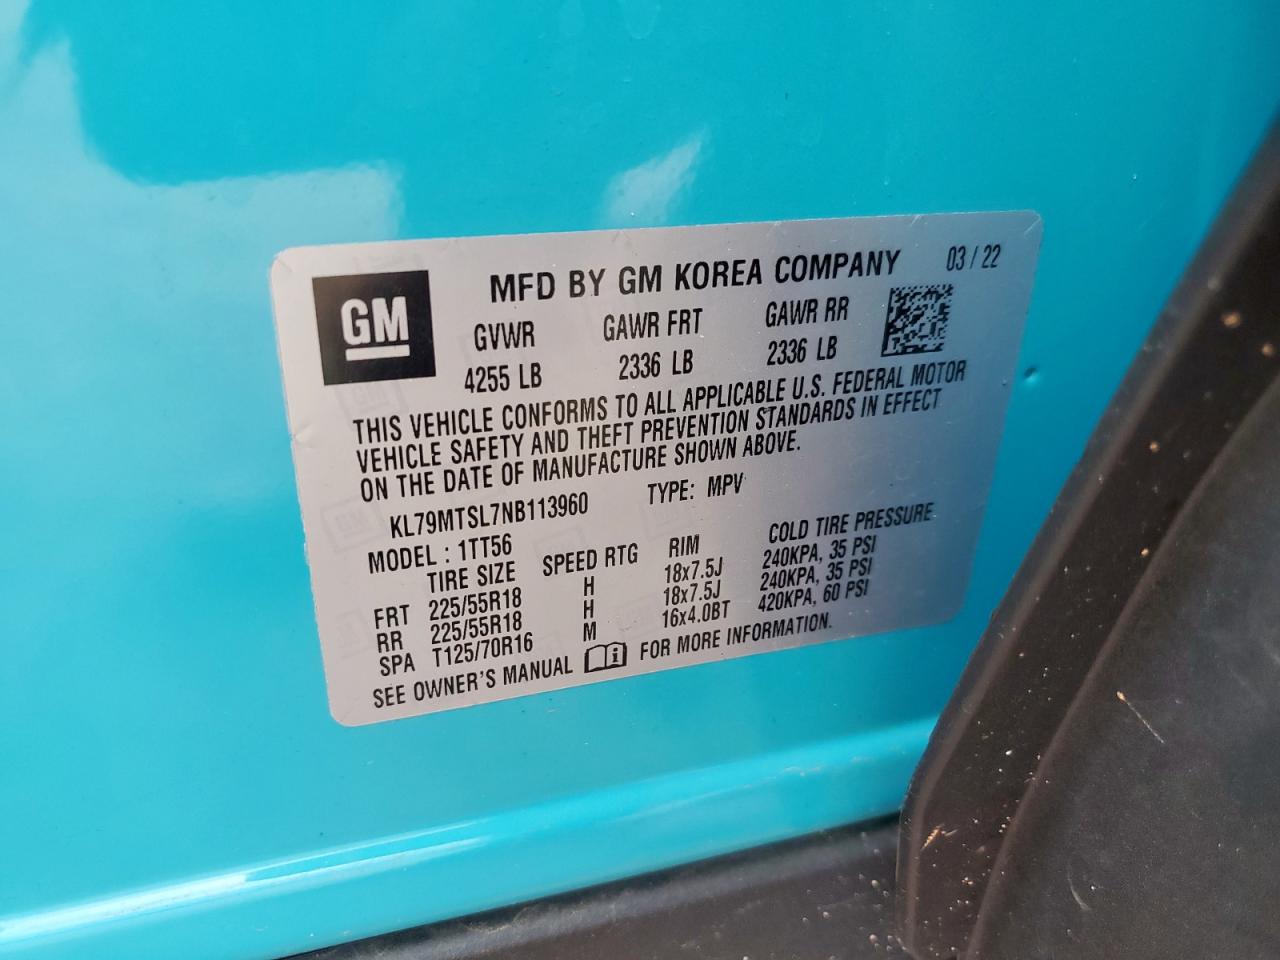 GM
MFD BY GM KOREA COMPANY 03 / 22
GVWR GAWR FRT GAWR RR
4255 LB 2336 LB 2336 LB
THIS VEHICLE CONFORMS TO ALL APPLICABLE U.S. FEDERAL MOTOR
VEHICLE SAFETY AND THEFT PREVENTION STANDARDS IN EFFECT
ON THE DATE OF MANUFACTURE SHOWN ABOVE.
KL79MTSL7NB113960 TYPE: MPV
MODEL : 1TT56
TIRE SIZE SPEED RTG RIM COLD TIRE PRESSURE
FRT 225/55R18 H 18x7.5J 240KPA, 35 PSI
RR 225/55R18 H 18x7.5J 240KPA, 35 PSI
SPA T125/70R16 M 16x4.0BT 420KPA, 60 PSI
SEE OWNER'S MANUAL FOR MORE INFORMATION.